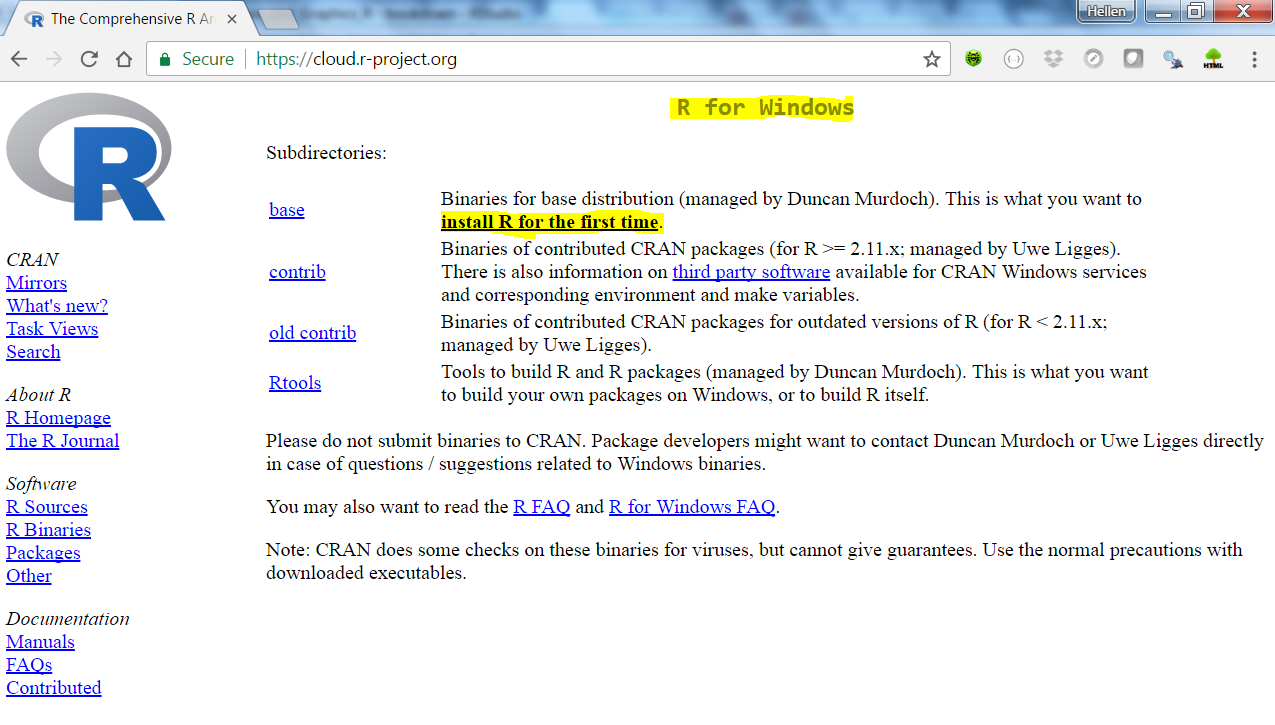 The Comprehensive R Ar
Hellen
Secure
https://cloud.r-project.org
HTML
R
R for Windows
Subdirectories:
base
Binaries for base distribution (managed by Duncan Murdoch). This is what you want to
install R for the first time.
contrib
Binaries of contributed CRAN packages (for R >= 2.11.x; managed by Uwe Ligges).
There is also information on third party software available for CRAN Windows services
and corresponding environment and make variables.
old contrib
Binaries of contributed CRAN packages for outdated versions of R (for R < 2.11.x;
managed by Uwe Ligges).
Rtools
Tools to build R and R packages (managed by Duncan Murdoch). This is what you want
to build your own packages on Windows, or to build R itself.
Please do not submit binaries to CRAN. Package developers might want to contact Duncan Murdoch or Uwe Ligges directly
in case of questions / suggestions related to Windows binaries.
You may also want to read the R FAQ and R for Windows FAQ.
Note: CRAN does some checks on these binaries for viruses, but cannot give guarantees. Use the normal precautions with
downloaded executables.
CRAN
Mirrors
What's new?
Task Views
Search
About R
R Homepage
The R Journal
Software
R Sources
R Binaries
Packages
Other
Documentation
Manuals
FAQs
Contributed